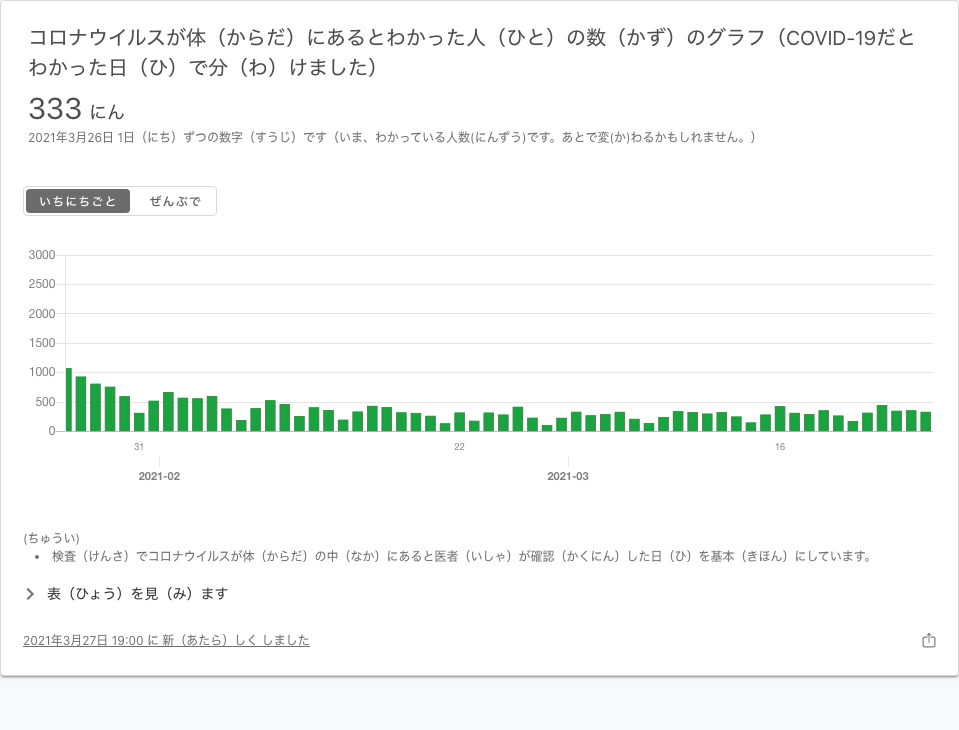 コロナウイルスが体（からだ）にあるとわかった人（ひと）の数（かず）のグラフ（COVID-19だと
わかった日（ひ）で分（わ）けました）
333 にん
2021年3月26日 1日（にち）ずつの数字（すうじ）です（いま、わかっている人数(にんずう)です。あとで変(か)わるかもしれません。）
いちにちごと ぜんぶで
3000
2500
2000
1500
1000
500
0
31 22 16
2021-02 2021-03
(ちゅうい)
• 検査（けんさ）でコロナウイルスが体（からだ）の中（なか）にあると医者（いしゃ）が確認（かくにん）した日（ひ）を基本（きほん）にしています。
表（ひょう）を見（み）ます
2021年3月27日 19:00 に 新（あたら）しく しました